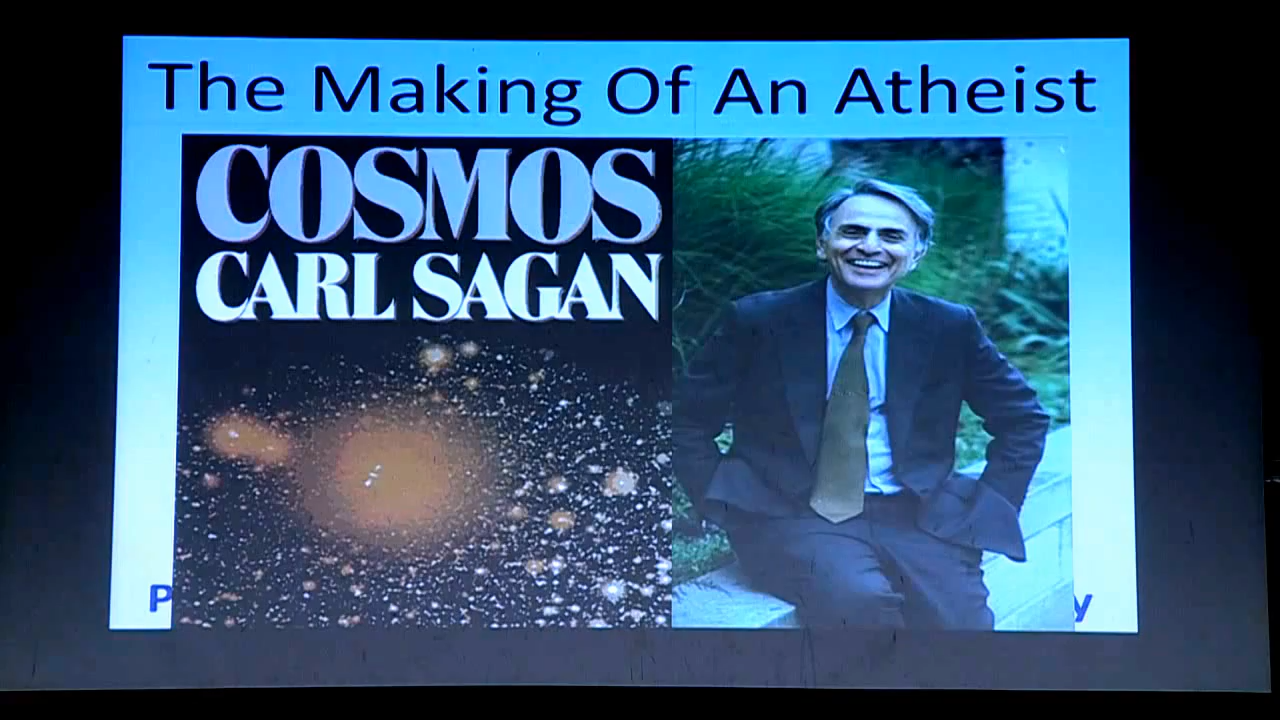 The Making Of An Atheist
COSMOS
CARL SAGAN
P
y